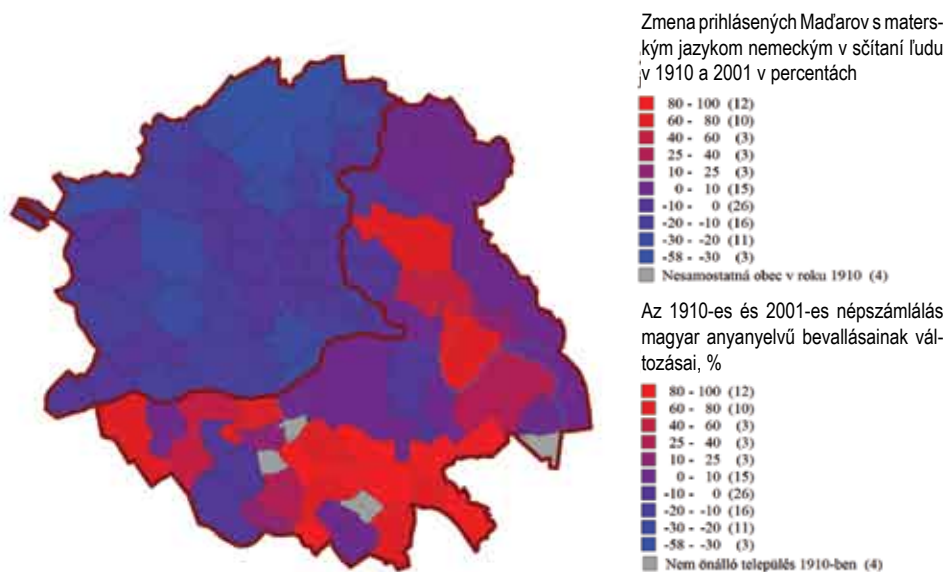 Zmena prihlásených Maďarov s maters-
kým jazykom nemeckým v sčítaní ľudu
v 1910 a 2001 v percentách
80 - 100 (12)
60 - 80 (10)
40 - 60 (3)
25 - 40 (3)
10 - 25 (3)
0 - 10 (15)
-10 - 0 (26)
-20 - -10 (16)
-30 - -20 (11)
-58 - -30 (3)
Nesamostatná obec v roku 1910 (4)
Az 1910-es és 2001-es népszámlálás
magyar anyanyelvű bevallásainak vál-
tozásai, %
80 - 100 (12)
60 - 80 (10)
40 - 60 (3)
25 - 40 (3)
10 - 25 (3)
0 - 10 (15)
-10 - 0 (26)
-20 - -10 (16)
-30 - -20 (11)
-58 - -30 (3)
Nem önálló település 1910-ben (4)